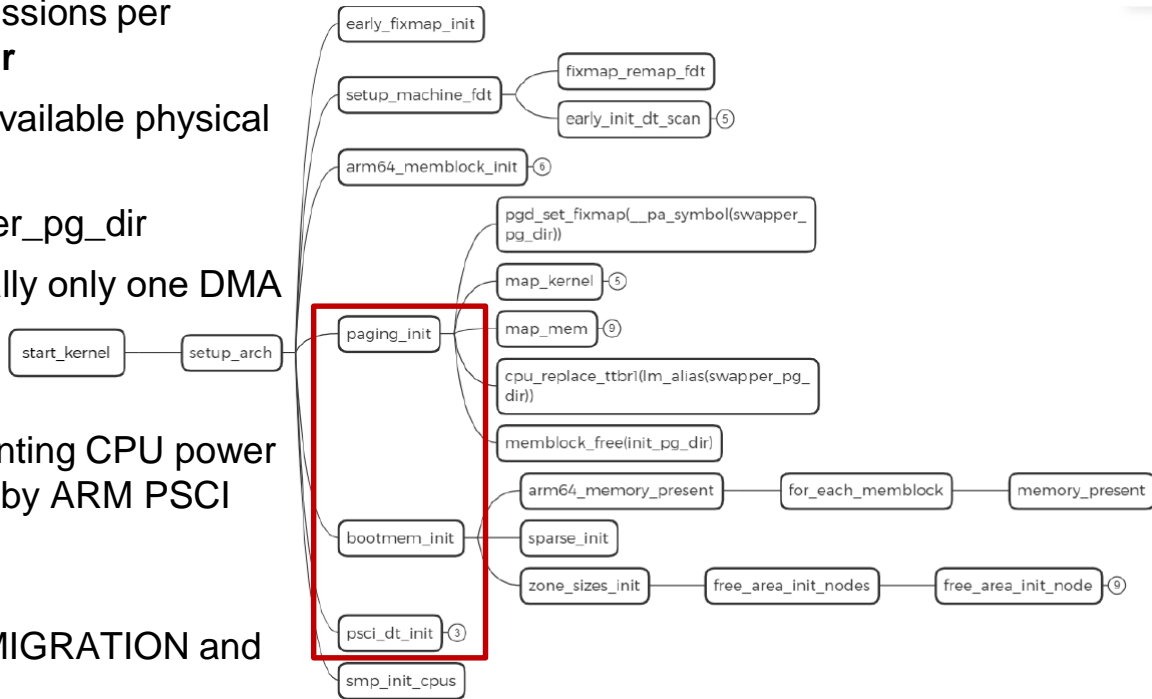 ssions per
r
vailable physical
er_pg_dir
ally only one DMA
nting CPU power
by ARM PSCI
MIGRATION and
start_kernel
setup_arch
early_fixmap_init
setup_machine_fdt
fixmap_remap_fdt
early_init_dt_scan
5
arm64_memblock_init
6
paging_init
pgd_set_fixmap(__pa_symbol(swapper_
pg_dir))
map_kernel
5
map_mem
9
cpu_replace_ttbr1(lm_alias(swapper_pg_
dir))
memblock_free(init_pg_dir)
bootmem_init
arm64_memory_present
for_each_memblock
memory_present
sparse_init
zone_sizes_init
free_area_init_nodes
free_area_init_node
9
psci_dt_init
3
smp_init_cpus